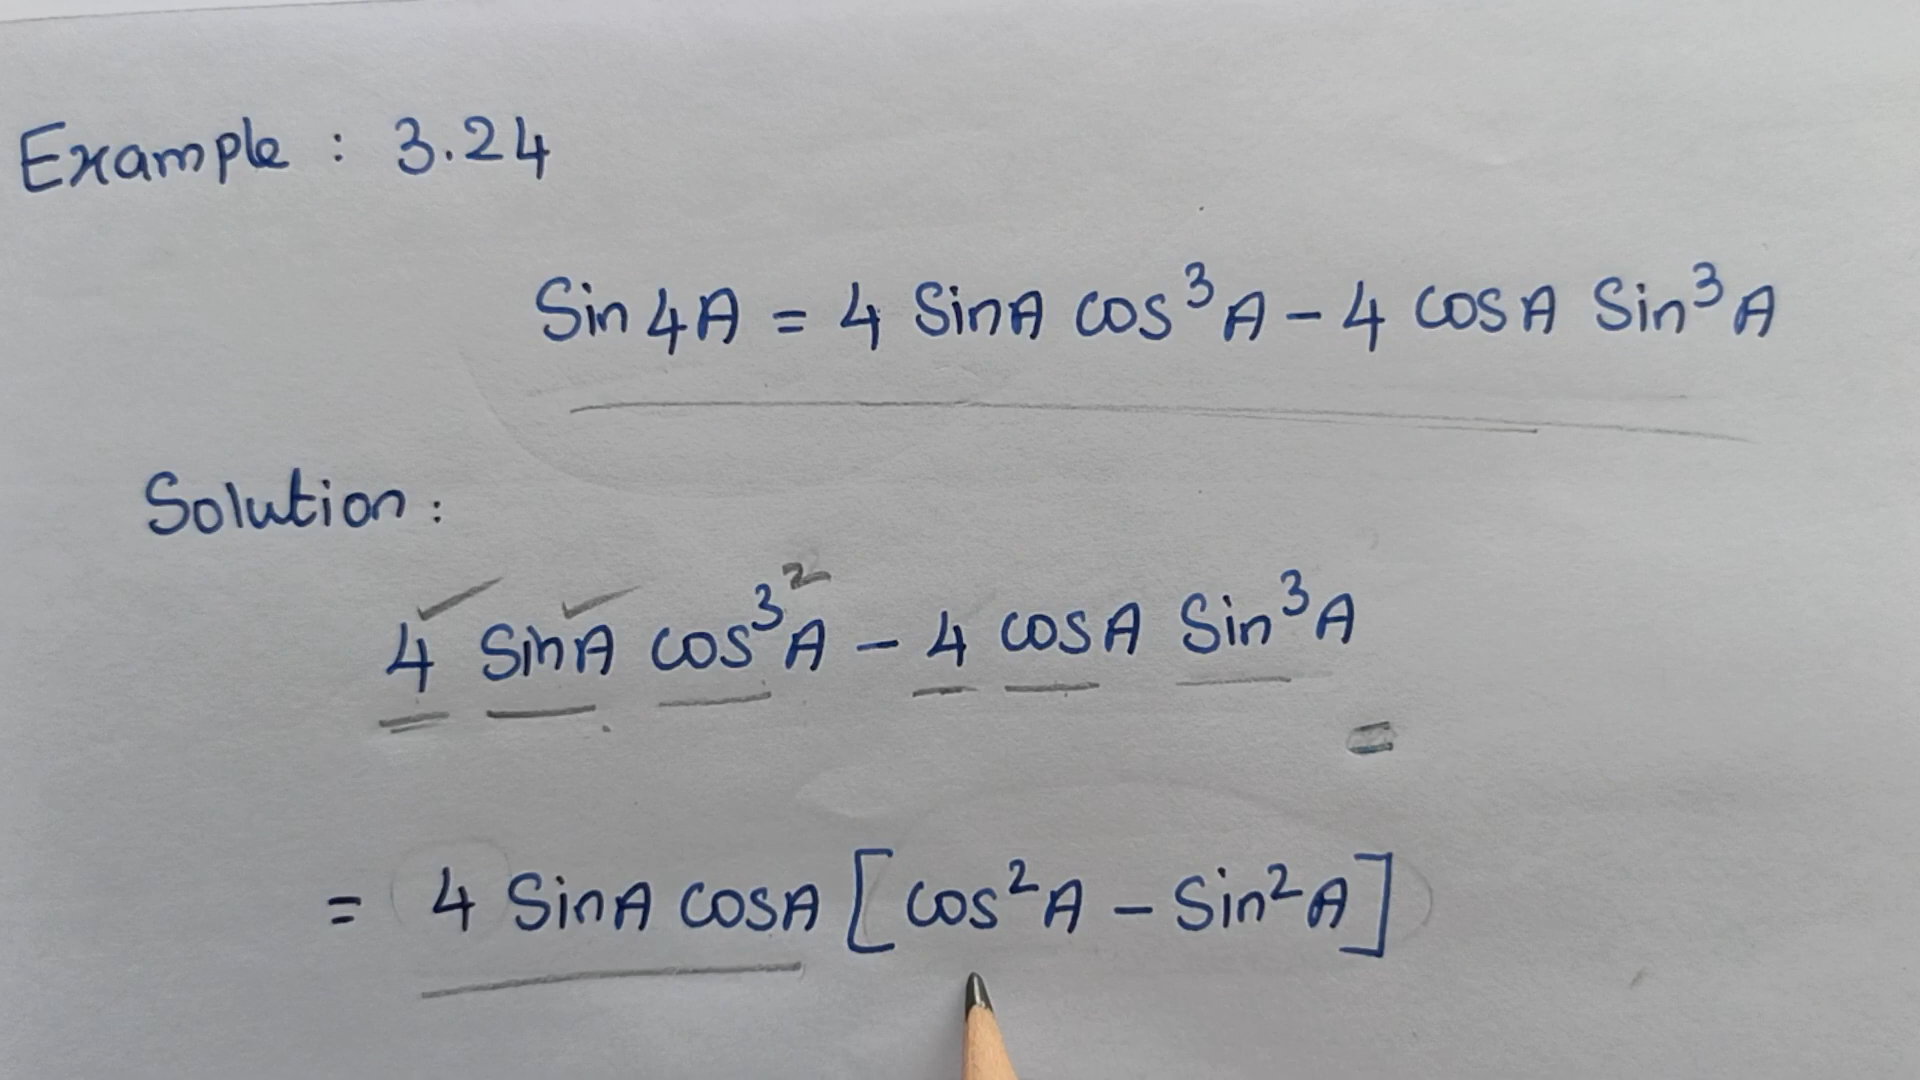 Example : 3.24
Sin 4A = 4 SinA cos³A - 4 cosA Sin³A
Solution :
2
4 SinA cos³A - 4 cosA Sin³A
= 4 SinA cosA [cos²A - Sin²A]